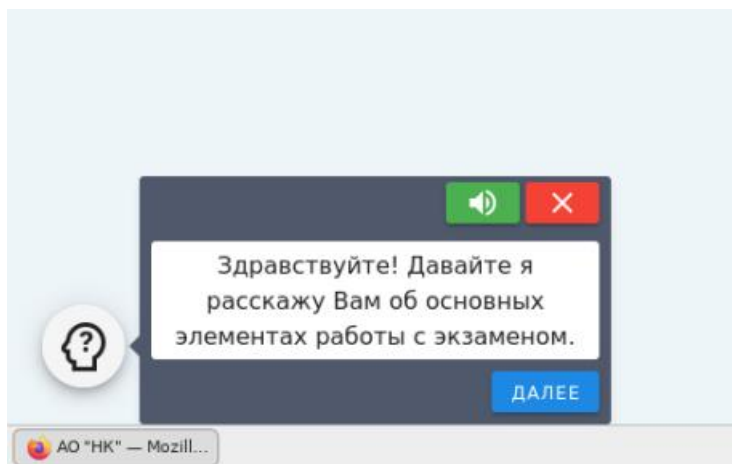 Здравствуйте! Давайте я
расскажу Вам об основных
элементах работы с экзаменом.
ДАЛЕЕ
АО "НК" — Mozill...